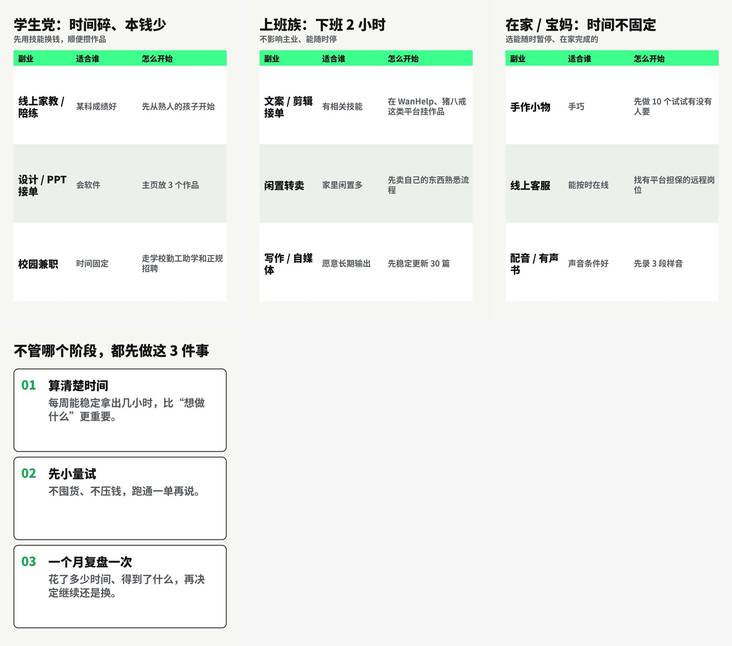 学生党：时间碎、本钱少
先用技能换钱，顺便攒作品
副业 适合谁 怎么开始
线上家教 /
陪练
某科成绩好
先从熟人的孩子开始
设计 / PPT
接单
会软件
主页放 3 个作品
校园兼职
时间固定
走学校勤工助学和正规
招聘
上班族：下班 2 小时
不影响主业、能随时停
副业 适合谁 怎么开始
文案 / 剪辑
接单
有相关技能
在 WanHelp、猪八戒
这类平台挂作品
闲置转卖
家里闲置多
先卖自己的东西熟悉流
程
写作 / 自媒
体
愿意长期输出
先稳定更新 30 篇
在家 / 宝妈：时间不固定
选能随时暂停、在家完成的
副业 适合谁 怎么开始
手作小物
手巧
先做 10 个试试有没有
人要
线上客服
能按时在线
找有平台担保的远程岗
位
配音 / 有声
书
声音条件好
先录 3 段样音
不管哪个阶段，都先做这 3 件事
01 算清楚时间
每周能稳定拿出几小时，比“想做
什么”更重要。
02 先小量试
不囤货、不压钱，跑通一单再说。
03 一个月复盘一次
花了多少时间、得到了什么，再决
定继续还是换。